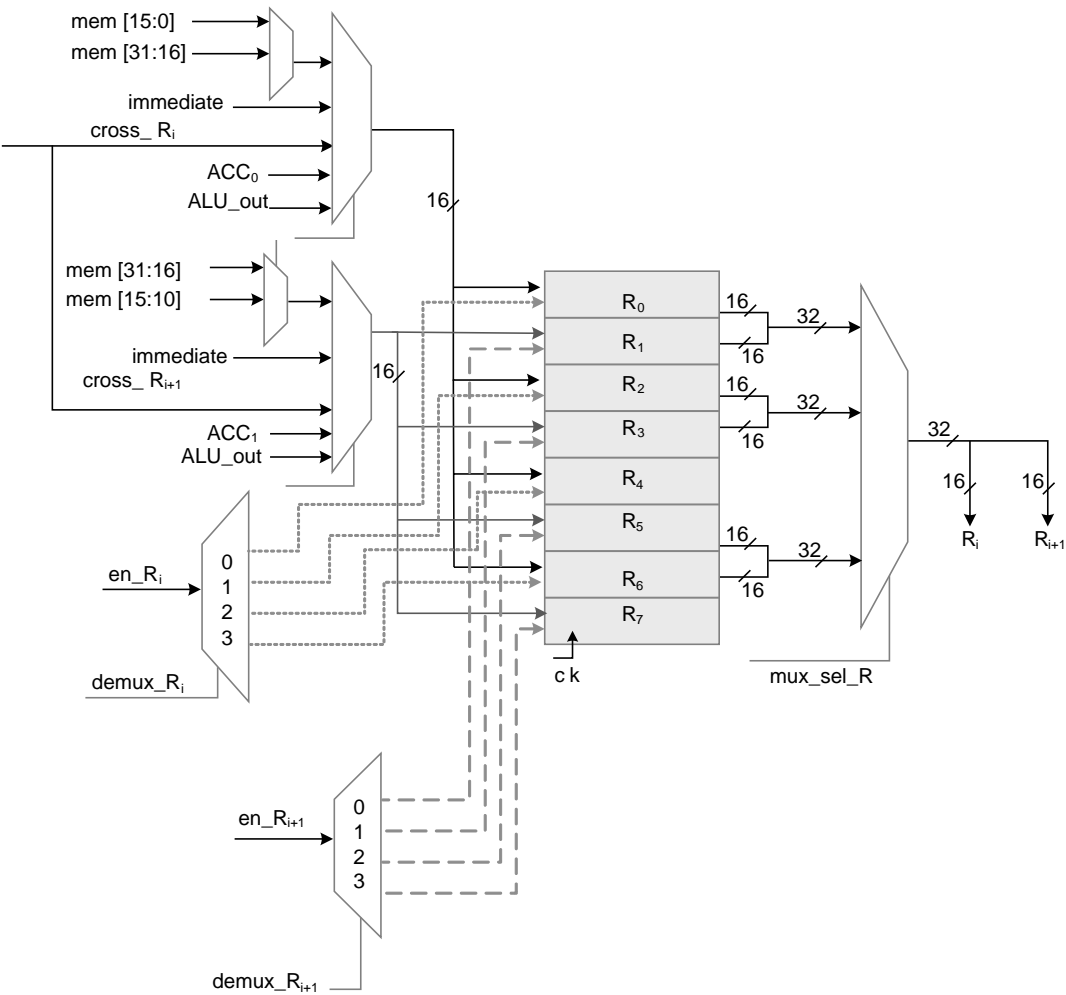 mem [15:0]
mem [31:16]
immediate
cross_ Ri
ACC0
ALU_out
16
mem [31:16]
mem [15:10]
immediate
cross_ Ri+1
16
ACC1
ALU_out
R0
R1
R2
R3
R4
R5
R6
R7
16
32
16
16
32
16
16
32
16
32
16
16
Ri
Ri+1
0
1
2
3
en_Ri
demux_Ri
c k
mux_sel_R
0
1
2
3
en_Ri+1
demux_Ri+1